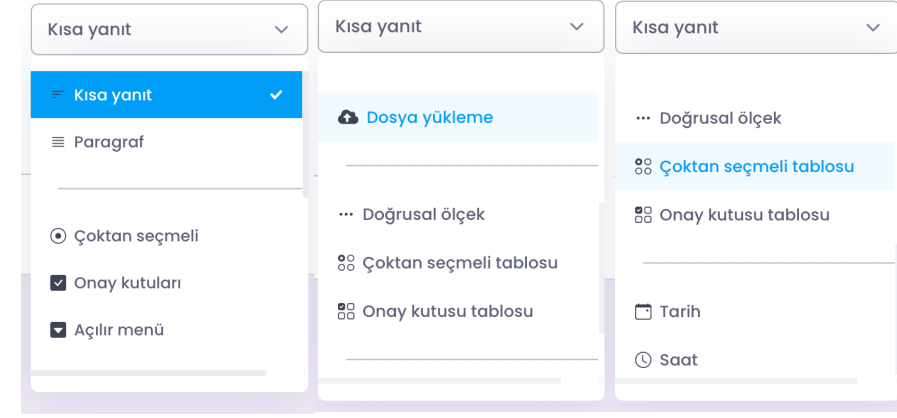 Kısa yanıt
Kısa yanıt
Paragraf
Çoktan seçmeli
Onay kutuları
Açılır menü
Kısa yanıt
Dosya yükleme
Doğrusal ölçek
Çoktan seçmeli tablosu
Onay kutusu tablosu
Kısa yanıt
Doğrusal ölçek
Çoktan seçmeli tablosu
Onay kutusu tablosu
Tarih
Saat